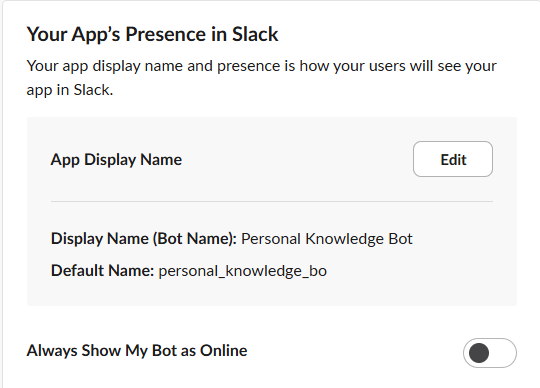 Your App's Presence in Slack
Your app display name and presence is how your users will see your
app in Slack.
App Display Name
Edit
Display Name (Bot Name): Personal Knowledge Bot
Default Name: personal_knowledge_bo
Always Show My Bot as Online